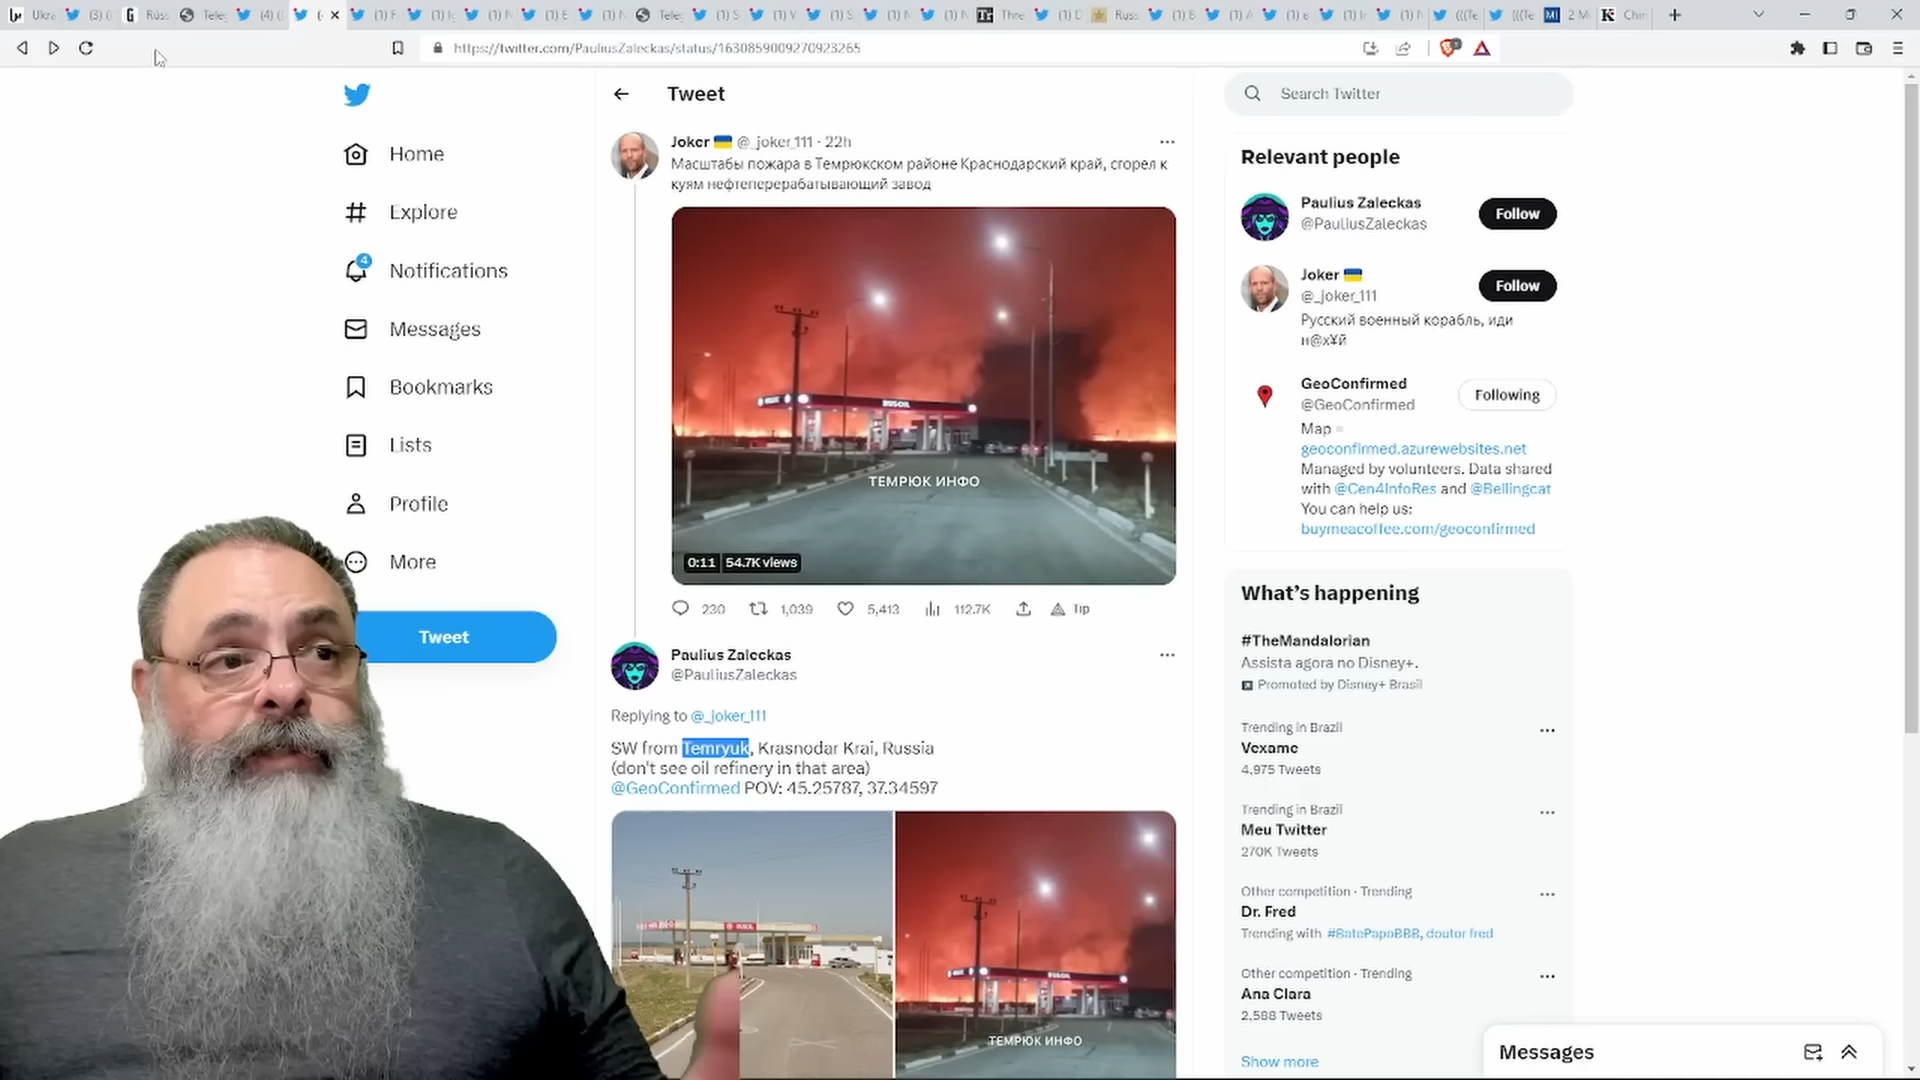 https://twitter.com/PauliusZaleckas/status/1630859009270923265
Home
Explore
4
Notifications
Messages
Bookmarks
Lists
Profile
More
Tweet
Tweet
Joker @_joker_111 · 22h
Масштабы пожара в Темрюкском районе Краснодарский край, сгорел к
куям нефтеперерабатывающий завод
RUSOIL
ТЕМРЮК ИНФО
0:11 54.7K views
230 1,039 5,413 112.7K Tip
Paulius Zaleckas
@PauliusZaleckas
Replying to @_joker_111
SW from Temryuk, Krasnodar Krai, Russia
(don't see oil refinery in that area)
@GeoConfirmed POV: 45.25787, 37.34597
RUSOIL
ТЕМРЮК ИНФО
Search Twitter
Relevant people
Paulius Zaleckas
@PauliusZaleckas
Follow
Joker
@_joker_111
Follow
Русский военный корабль, иди
н@х¥й
GeoConfirmed
@GeoConfirmed
Following
Map =
geoconfirmed.azurewebsites.net
Managed by volunteers. Data shared
with @Cen4InfoRes and @Bellingcat
You can help us:
buymeacoffee.com/geoconfirmed
What's happening
#TheMandalorian
Assista agora no Disney+.
Promoted by Disney+ Brasil
Trending in Brazil
Vexame
4,975 Tweets
Trending in Brazil
Meu Twitter
270K Tweets
Other competition · Trending
Dr. Fred
Trending with #BatePapoBBB, doutor fred
Other competition · Trending
Ana Clara
2,588 Tweets
Show more
Messages